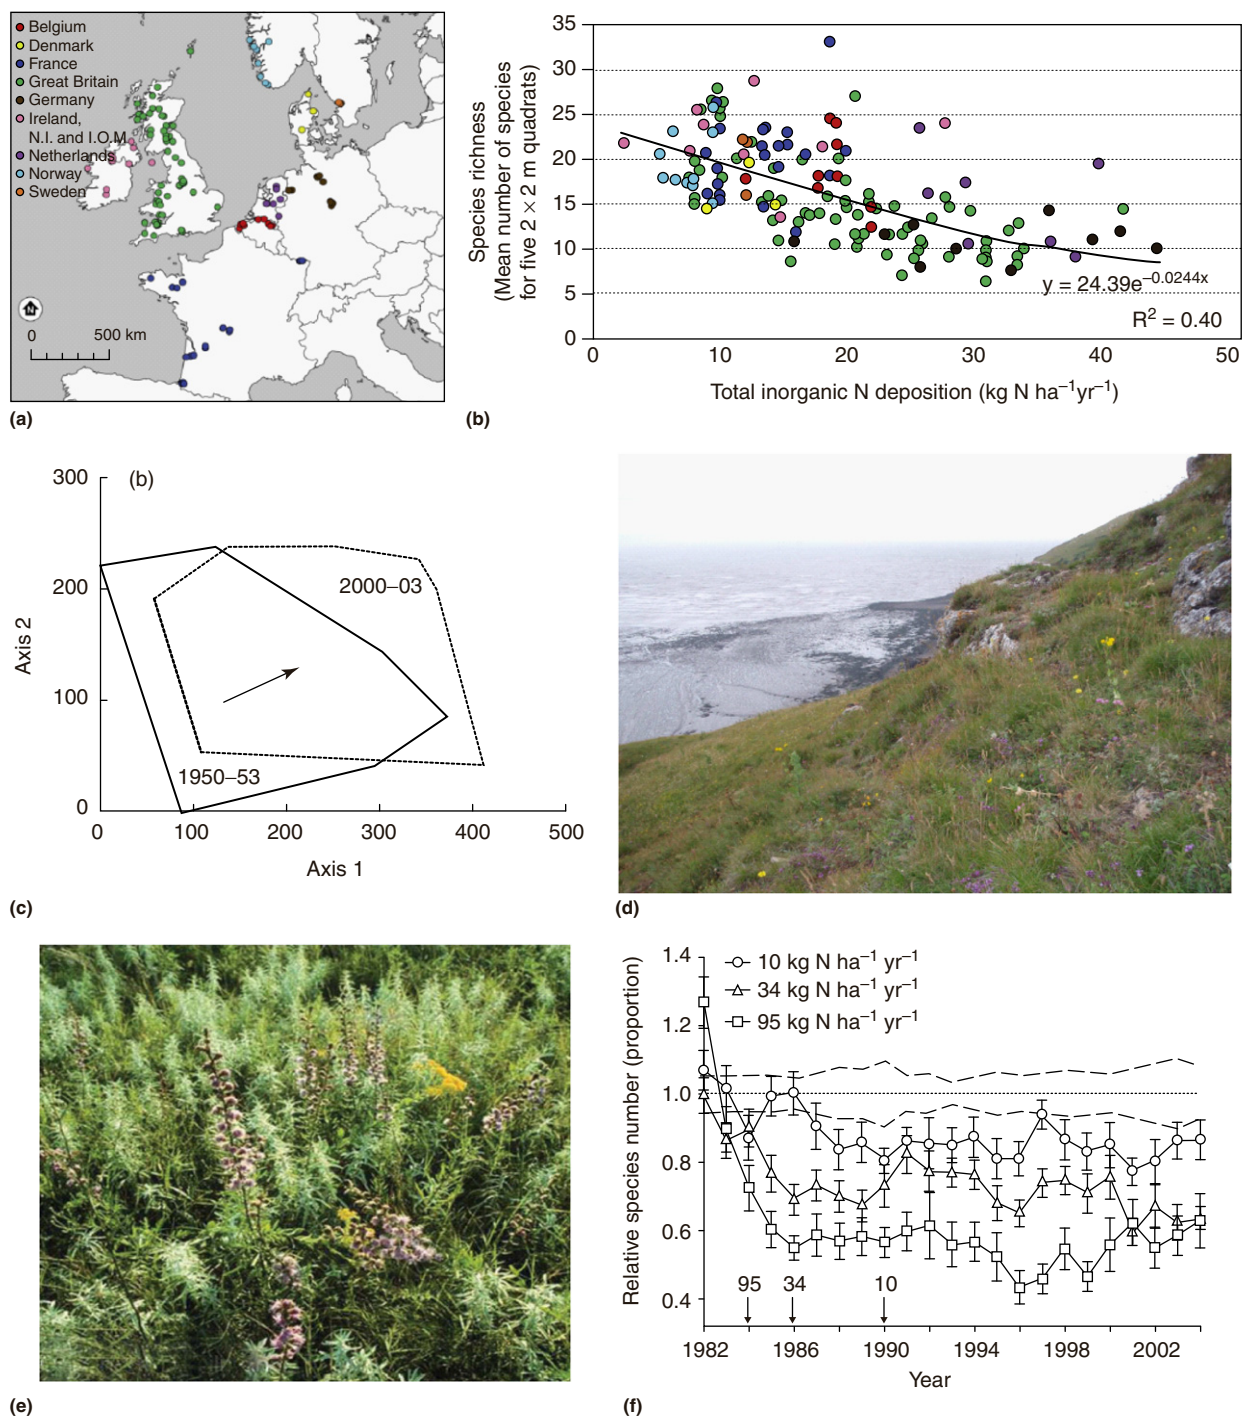 Belgium
Denmark
France
Great Britain
Germany
Ireland,
N.I. and I.O.M
Netherlands
Norway
Sweden
N
0 500 km
(a)
Species richness
(Mean number of species
for five 2 × 2 m quadrats)
35
30
25
20
15
10
5
0
y = 24.39e⁻⁰·⁰²⁴⁴ˣ
R² = 0.40
0 10 20 30 40 50
Total inorganic N deposition (kg N ha⁻¹yr⁻¹)
(b)
(b)
300
200
100
0
Axis 2
2000–03
1950–53
0 100 200 300 400 500
Axis 1
(c)
(d)
(e)
Relative species number (proportion)
1.4
1.2
1.0
0.8
0.6
0.4
10 kg N ha⁻¹ yr⁻¹
34 kg N ha⁻¹ yr⁻¹
95 kg N ha⁻¹ yr⁻¹
95 34 10
1982 1986 1990 1994 1998 2002
Year
(f)